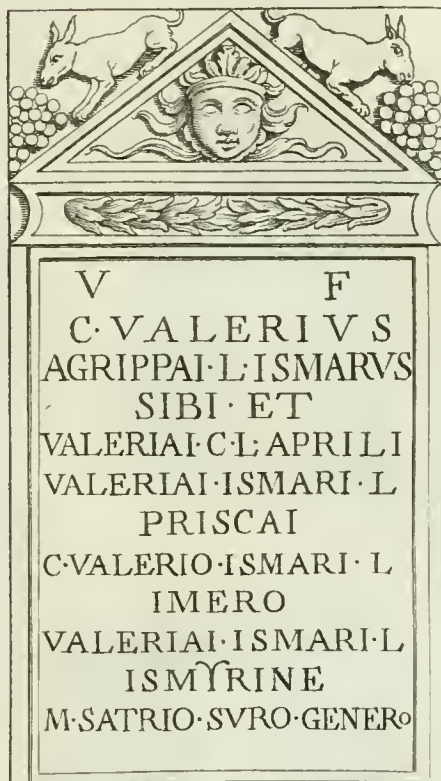 V F
C·VALERIVS
AGRIPPAI·L·ISMARVS
SIBI·ET
VALERIAI·C·L·APRILI
VALERIAI·ISMARI·L
PRISCAI
C·VALERIO·ISMARI·L
IMERO
VALERIAI·ISMARI·L
ISMYRINE
M·SATRIO·SVRO·GENERo